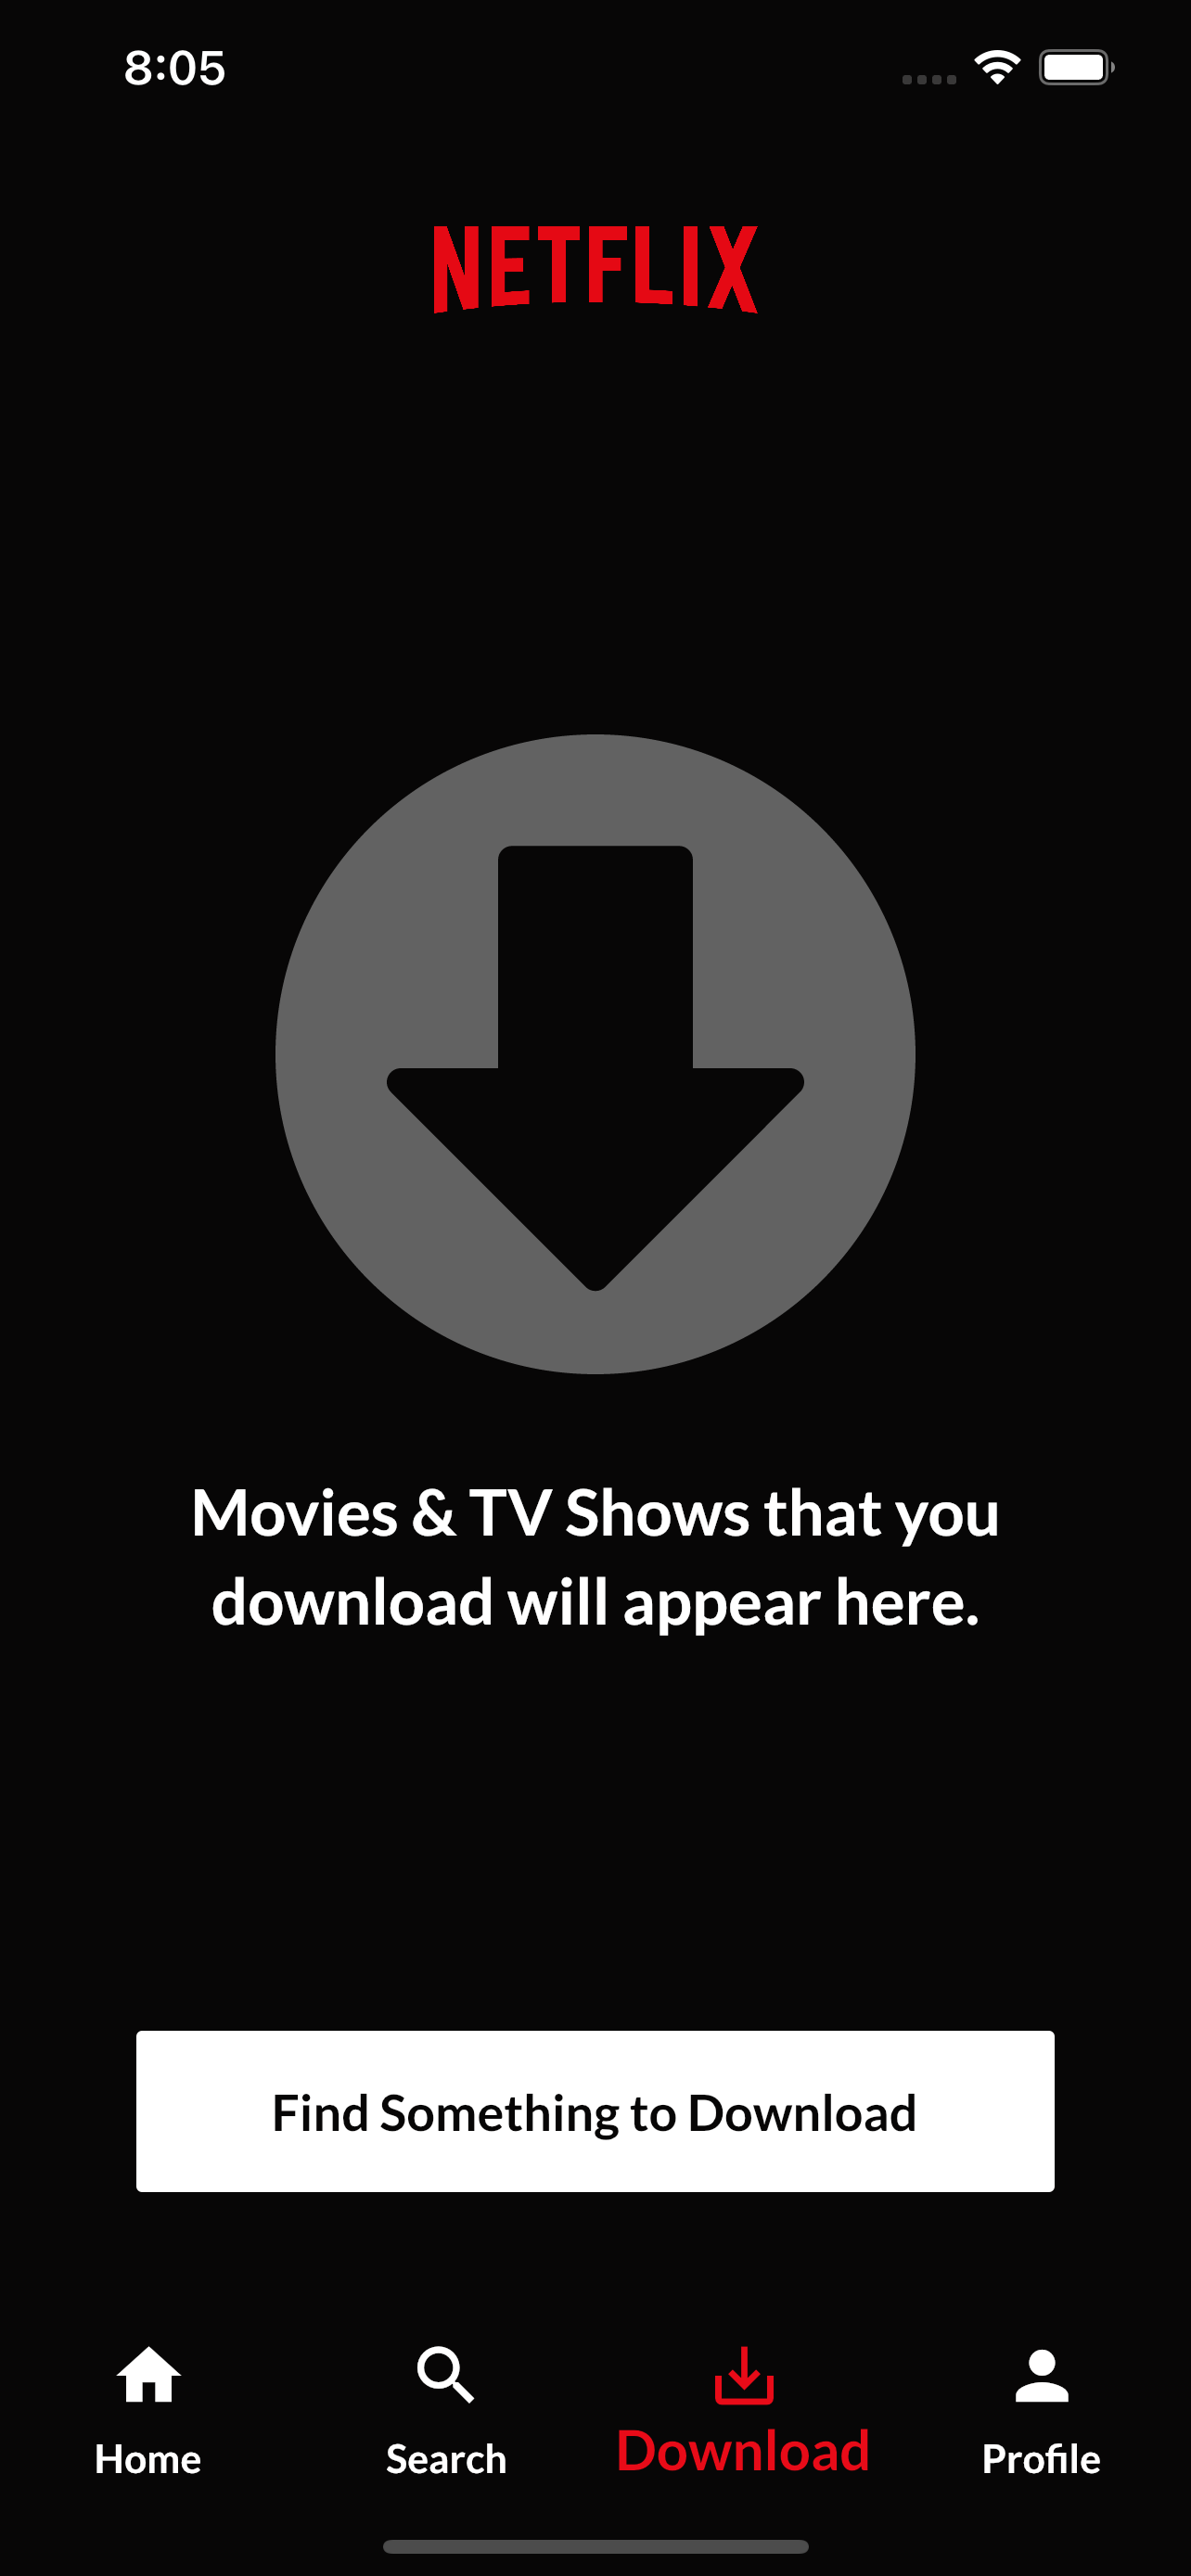 8:05
NETFLIX
Movies & TV Shows that you
download will appear here.
Find Something to Download
Home
Search
Download
Profile